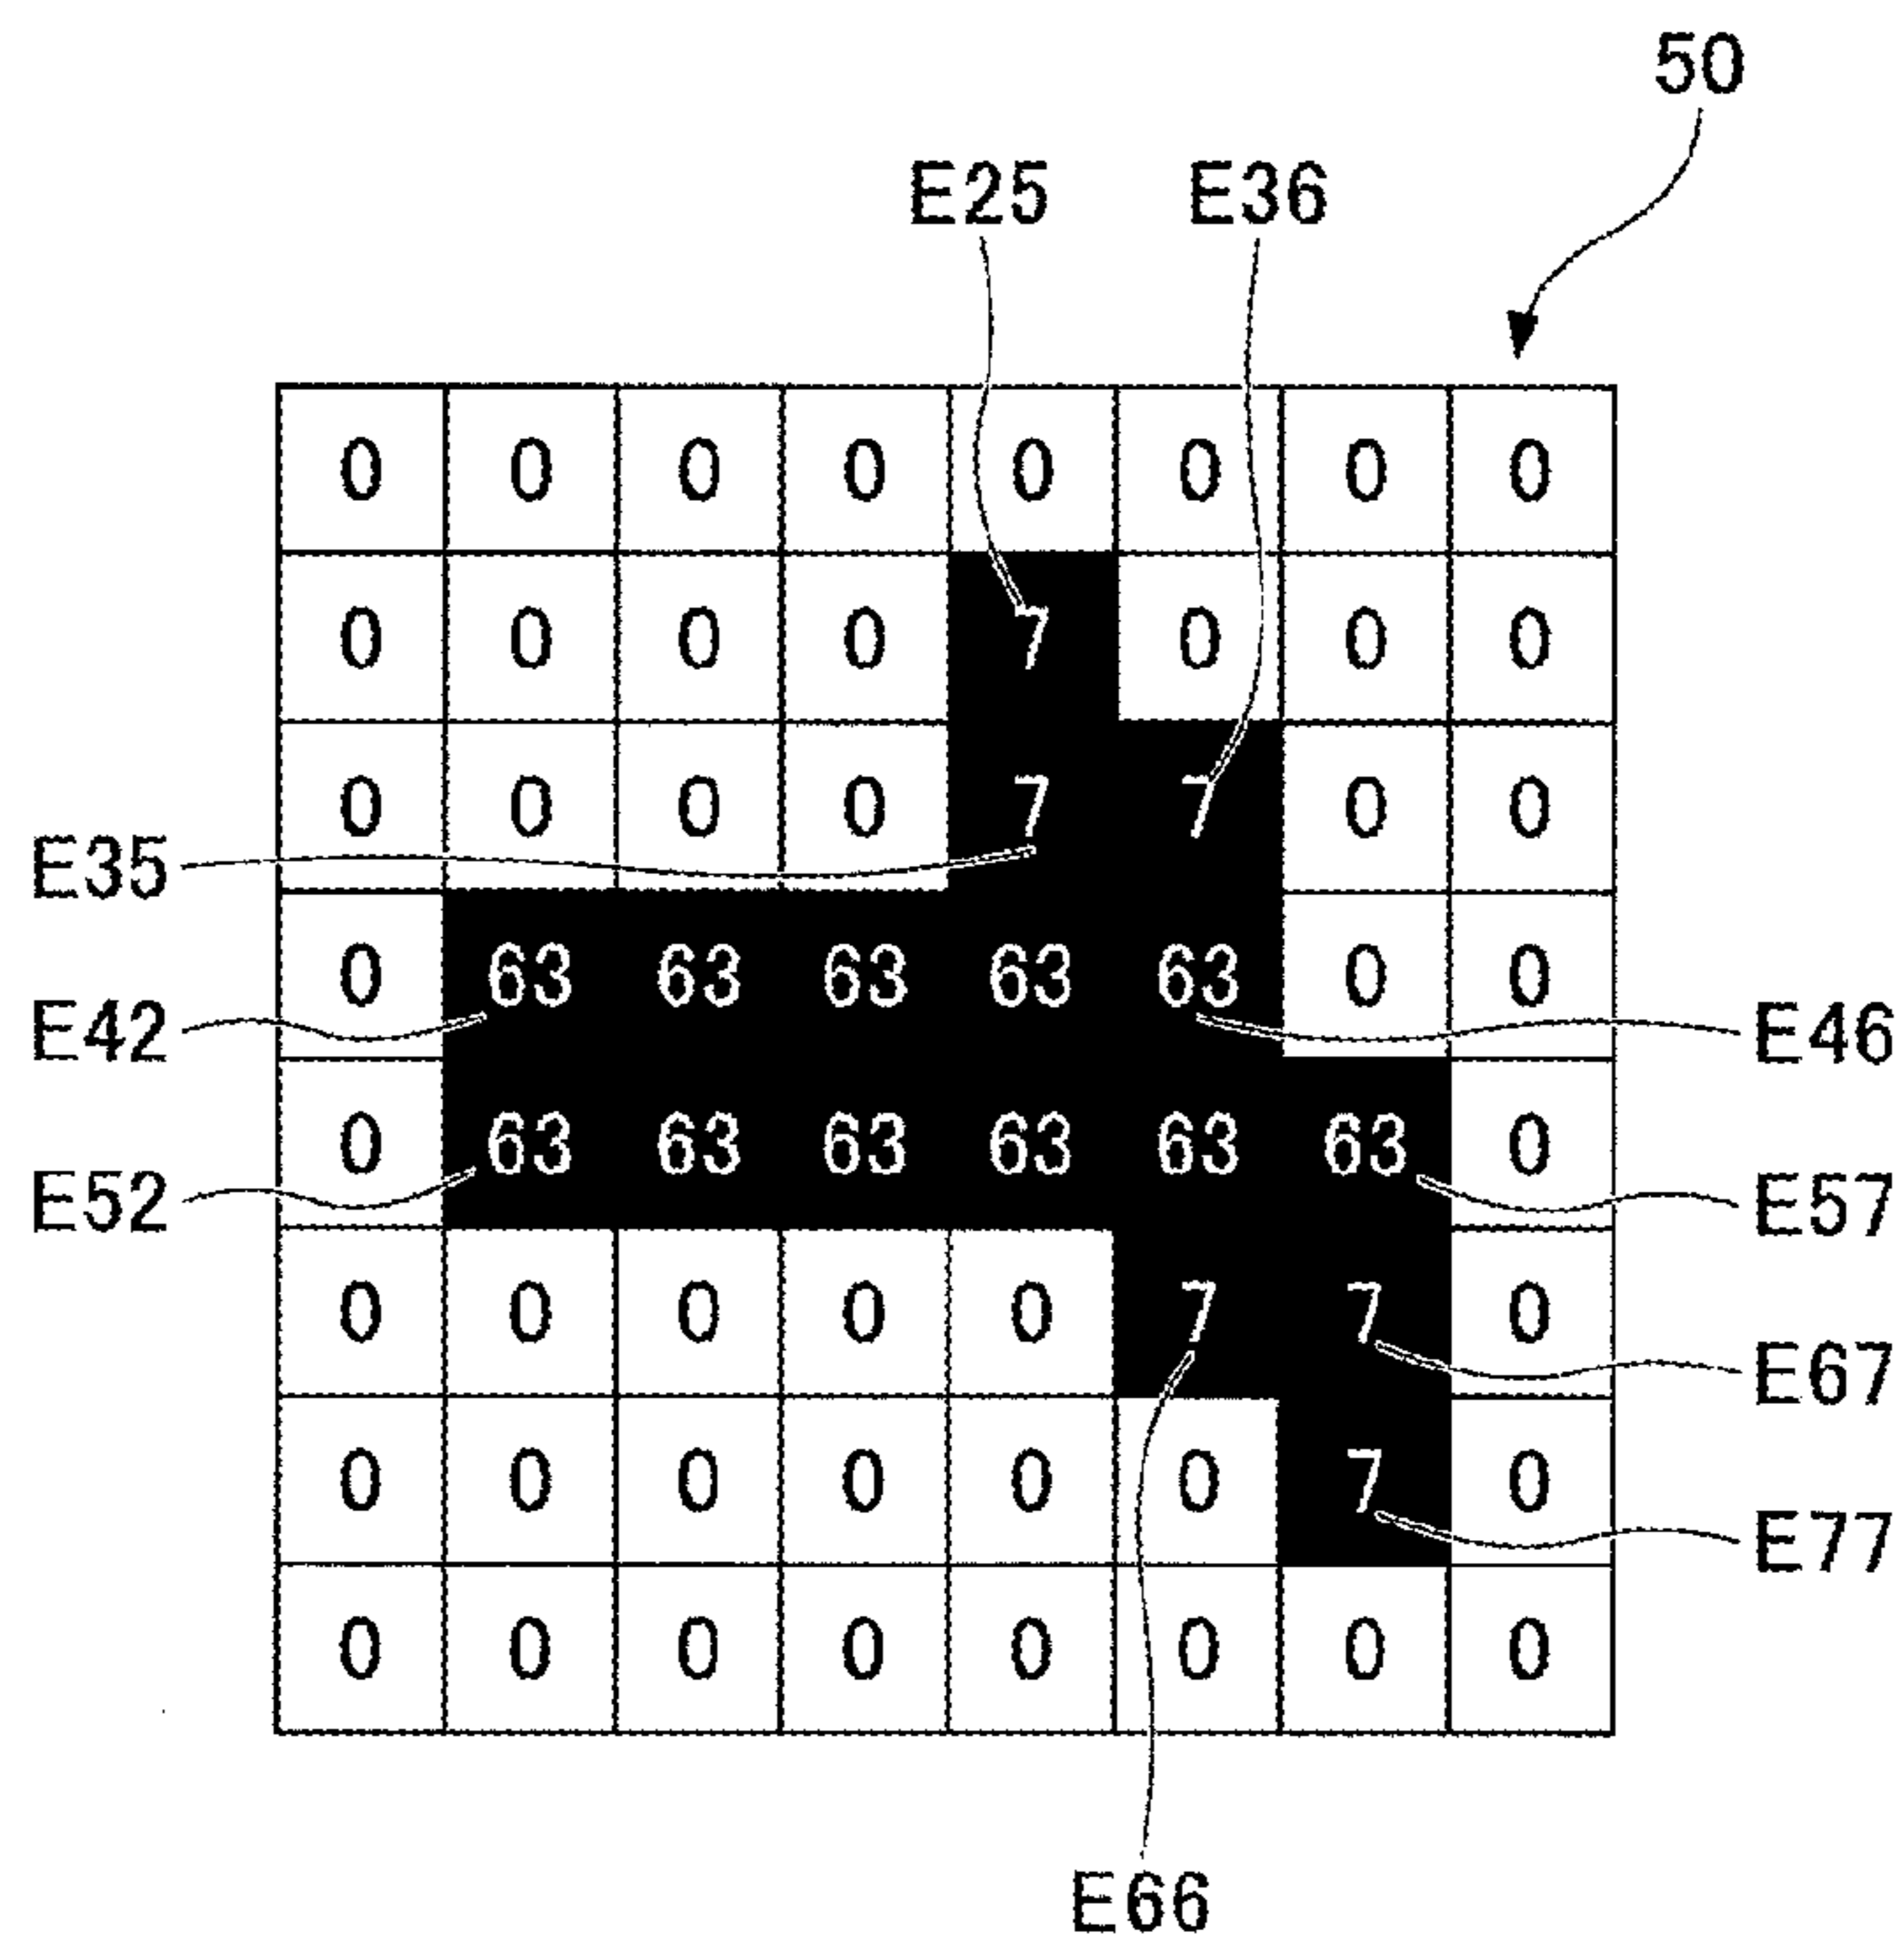 50
E25 E36
0 0 0 0 0 0 0 0
0 0 0 0 7 0 0 0
0 0 0 0 7 7 0 0
E35
0 63 63 63 63 63 0 0
E42 E46
0 63 63 63 63 63 63 0
E52 E57
0 0 0 0 0 7 7 0
E67
0 0 0 0 0 0 7 0
E77
0 0 0 0 0 0 0 0
E66